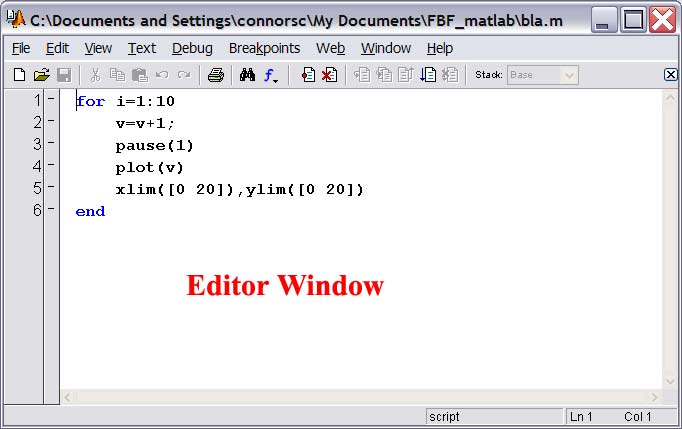 C:\Documents and Settings\connorsc\My Documents\FBF_matlab\bla.m
File Edit View Text Debug Breakpoints Web Window Help
Stack: Base
1 - for i=1:10
2 - v=v+1;
3 - pause(1)
4 - plot(v)
5 - xlim([0 20]),ylim([0 20])
6 - end
Editor Window
script Ln 1 Col 1